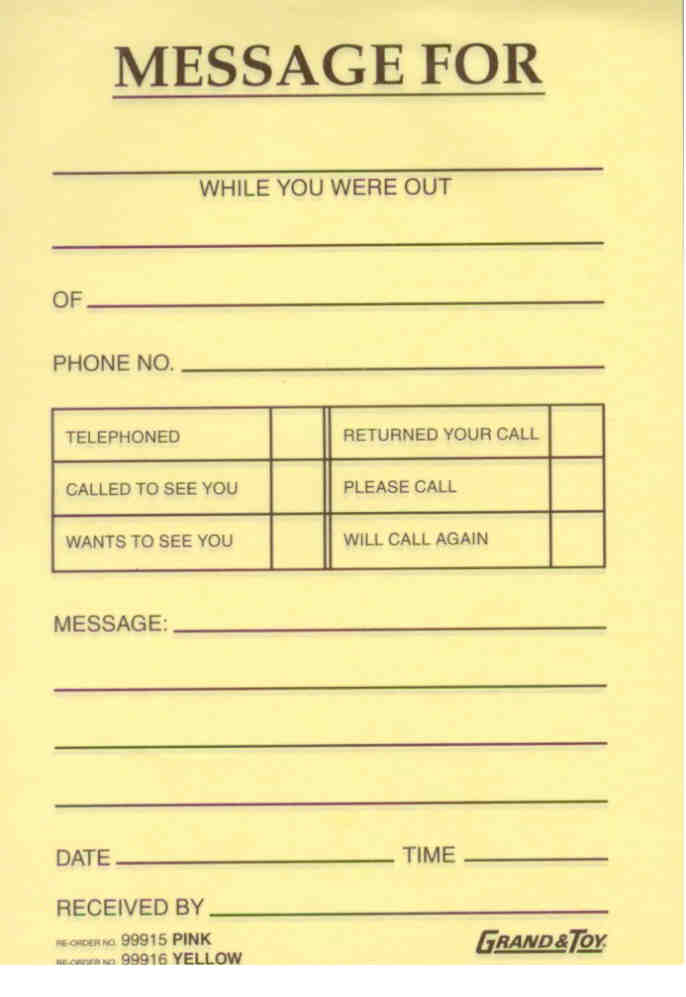 MESSAGE FOR
WHILE YOU WERE OUT
OF
PHONE NO.
TELEPHONED RETURNED YOUR CALL
CALLED TO SEE YOU PLEASE CALL
WANTS TO SEE YOU WILL CALL AGAIN
MESSAGE:
DATE TIME
RECEIVED BY
RE-ORDER NO. 99915 PINK GRAND & TOY
RE-ORDER NO. 99916 YELLOW